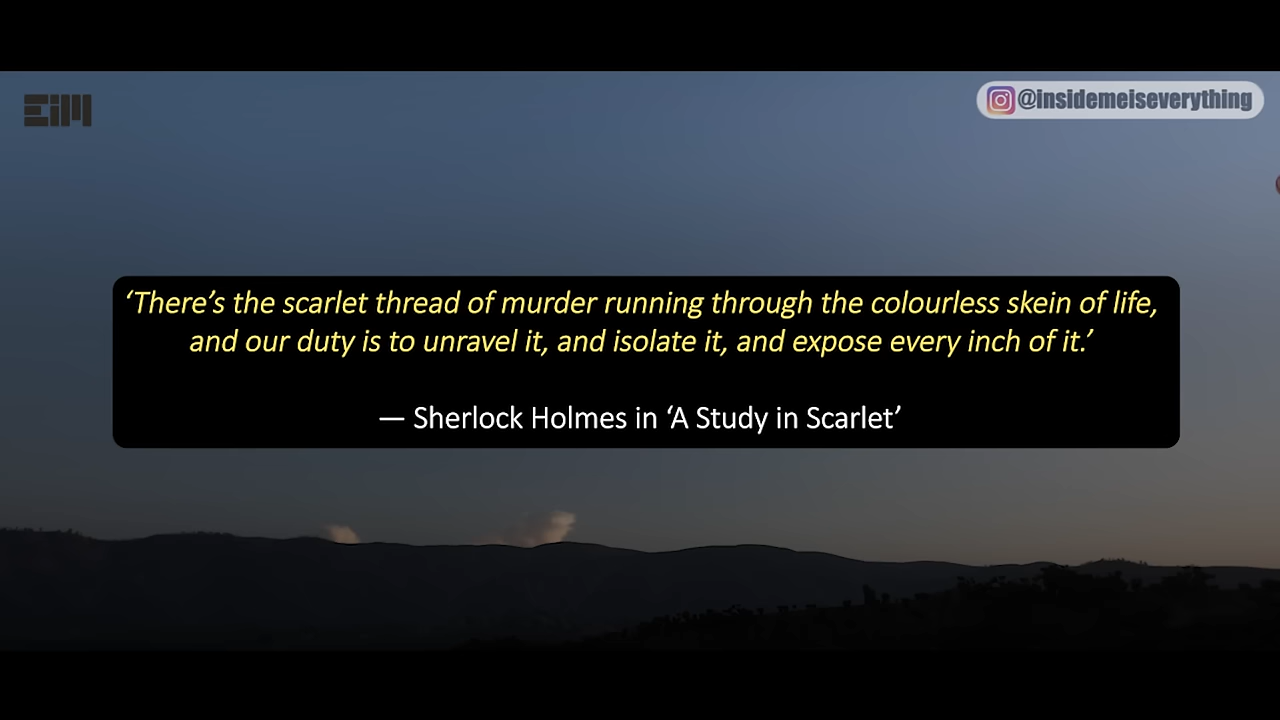 EiM
@insidemeiseverything
‘There’s the scarlet thread of murder running through the colourless skein of life,
and our duty is to unravel it, and isolate it, and expose every inch of it.’
— Sherlock Holmes in ‘A Study in Scarlet’